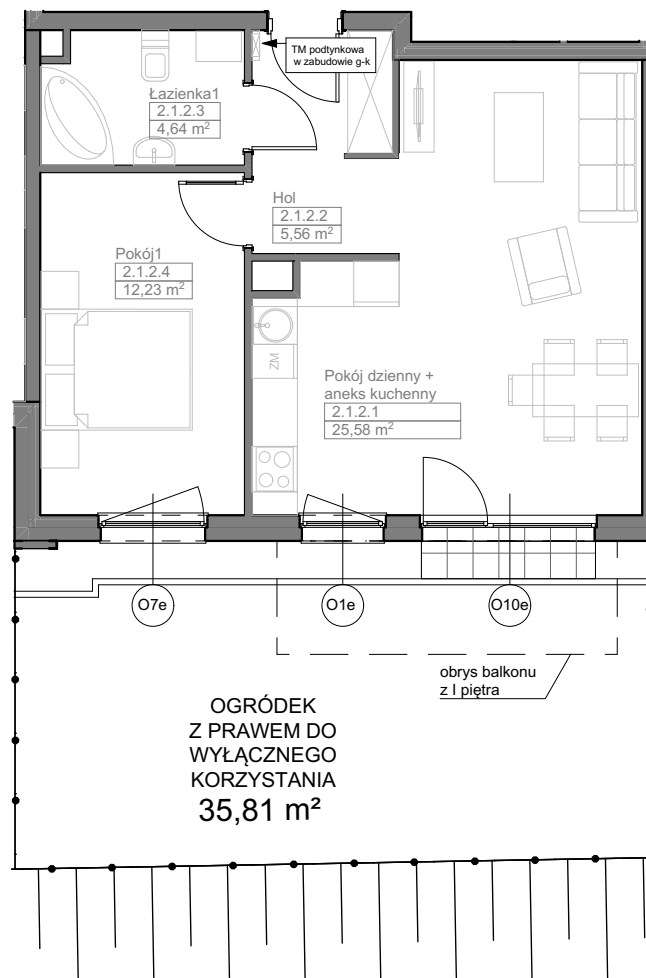 TM podtynkowa
w zabudowie g-k
Łazienka1
2.1.2.3
4,64 m²
Hol
2.1.2.2
5,56 m²
Pokój1
2.1.2.4
12,23 m²
ZM
Pokój dzienny +
aneks kuchenny
2.1.2.1
25,58 m²
O7e
O1e
O10e
obrys balkonu
z I piętra
OGRÓDEK
Z PRAWEM DO
WYŁĄCZNEGO
KORZYSTANIA
35,81 m²